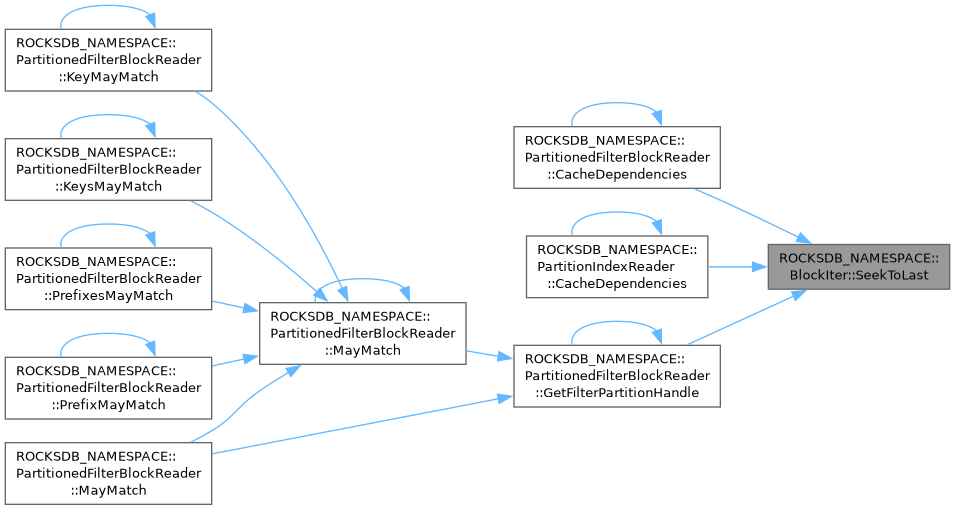 ROCKSDB_NAMESPACE::
PartitionedFilterBlockReader
::KeyMayMatch
ROCKSDB_NAMESPACE::
PartitionedFilterBlockReader
::KeysMayMatch
ROCKSDB_NAMESPACE::
PartitionedFilterBlockReader
::PrefixesMayMatch
ROCKSDB_NAMESPACE::
PartitionedFilterBlockReader
::PrefixMayMatch
ROCKSDB_NAMESPACE::
PartitionedFilterBlockReader
::MayMatch
ROCKSDB_NAMESPACE::
PartitionedFilterBlockReader
::MayMatch
ROCKSDB_NAMESPACE::
PartitionedFilterBlockReader
::CacheDependencies
ROCKSDB_NAMESPACE::
PartitionIndexReader
::CacheDependencies
ROCKSDB_NAMESPACE::
PartitionedFilterBlockReader
::GetFilterPartitionHandle
ROCKSDB_NAMESPACE::
BlockIter::SeekToLast